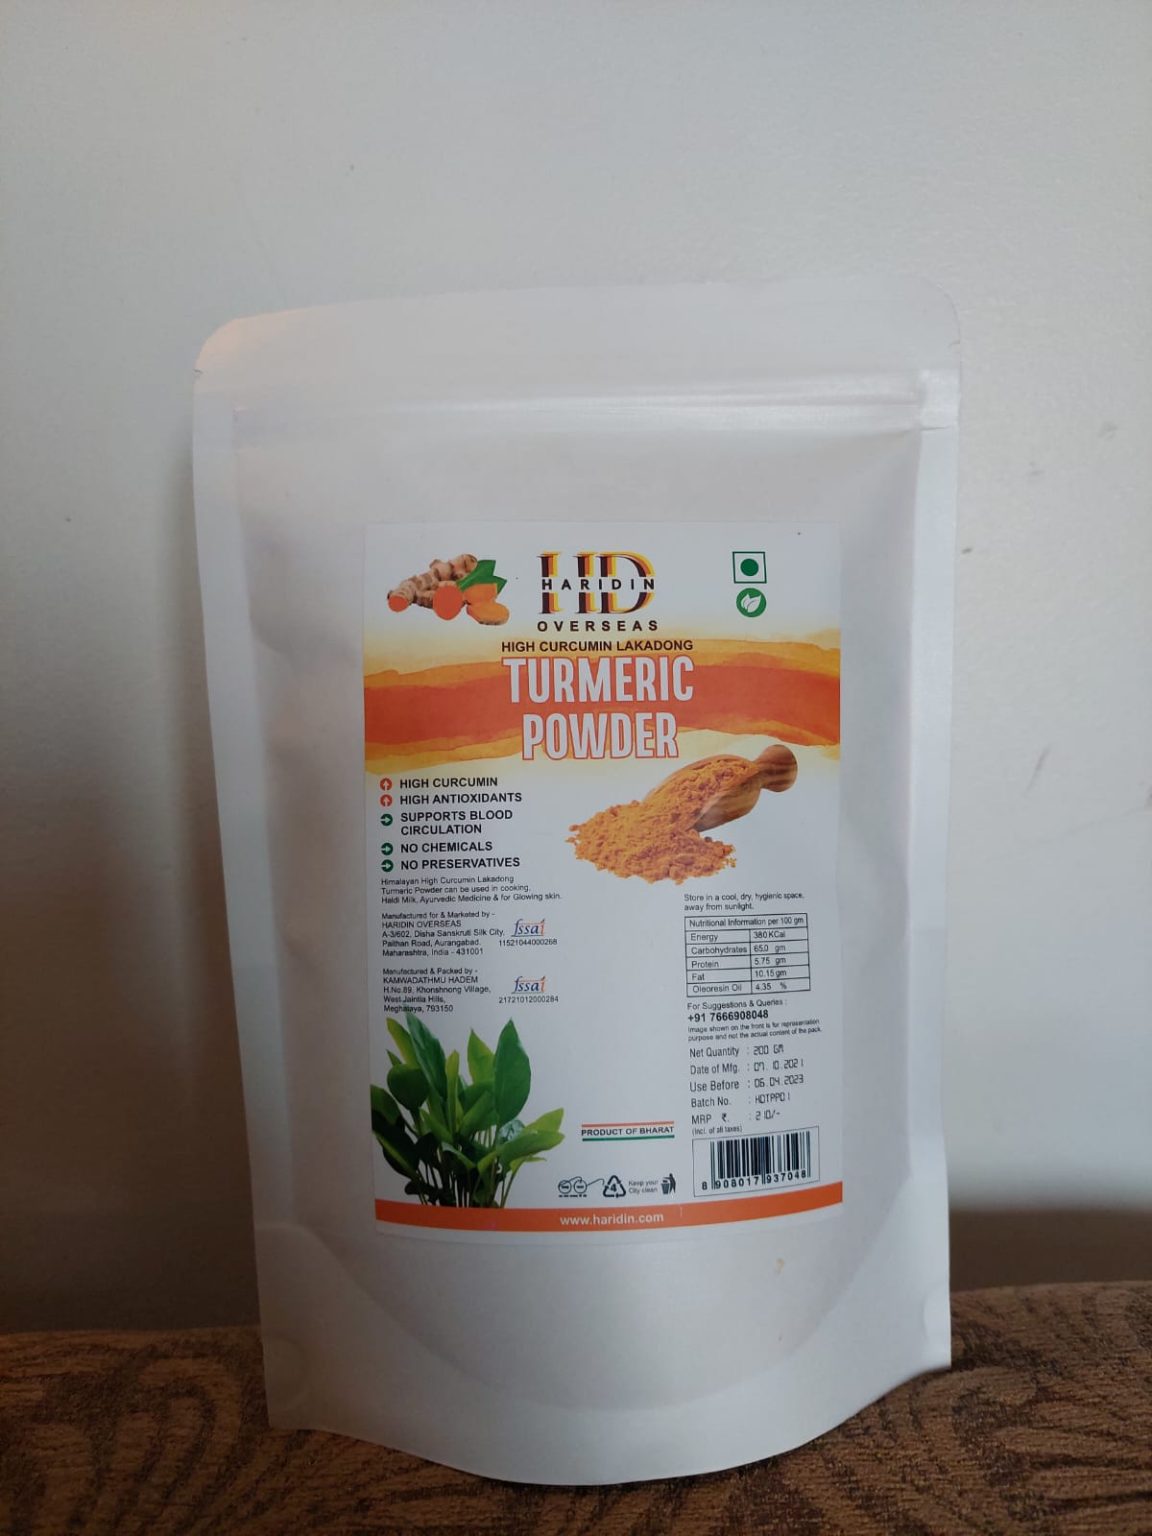 HD
HARIDIN
OVERSEAS
HIGH CURCUMIN LAKADONG
TURMERIC
POWDER
HIGH CURCUMIN
HIGH ANTIOXIDANTS
SUPPORTS BLOOD
CIRCULATION
NO CHEMICALS
NO PRESERVATIVES
Himalayan High Curcumin Lakadong
Turmeric Powder can be used in cooking,
Haldi Milk, Ayurvedic Medicine & for Glowing skin.
Manufactured for & Marketed by -
HARIDIN OVERSEAS
A-3/602, Disha Sanskruti Silk City,
Paithan Road, Aurangabad.
Maharashtra, India - 431001
fssai
11521044000268
Manufactured & Packed by -
KAMWADATHMU HADEM
H.No.89, Khonshnong Village,
West Jaintia Hills,
Meghalaya, 793150
fssai
21721012000284
Store in a cool, dry, hygienic space,
away from sunlight.
Nutritional Information per 100 gm
Energy 380 KCal
Carbohydrates 65.0 gm
Protein 5.75 gm
Fat 10.15 gm
Oleoresin Oil 4.35 %
For Suggestions & Queries :
+91 7666908048
Image shown on the front is for representation
purpose and not the actual content of the pack.
Net Quantity : 200 GM
Date of Mfg. : 07.10.2021
Use Before : 06.04.2023
Batch No. : HOTPP01
MRP ₹. : 210/-
(Incl. of all taxes)
PRODUCT OF BHARAT
4
Keep your
City clean
8 908017 937048
www.haridin.com